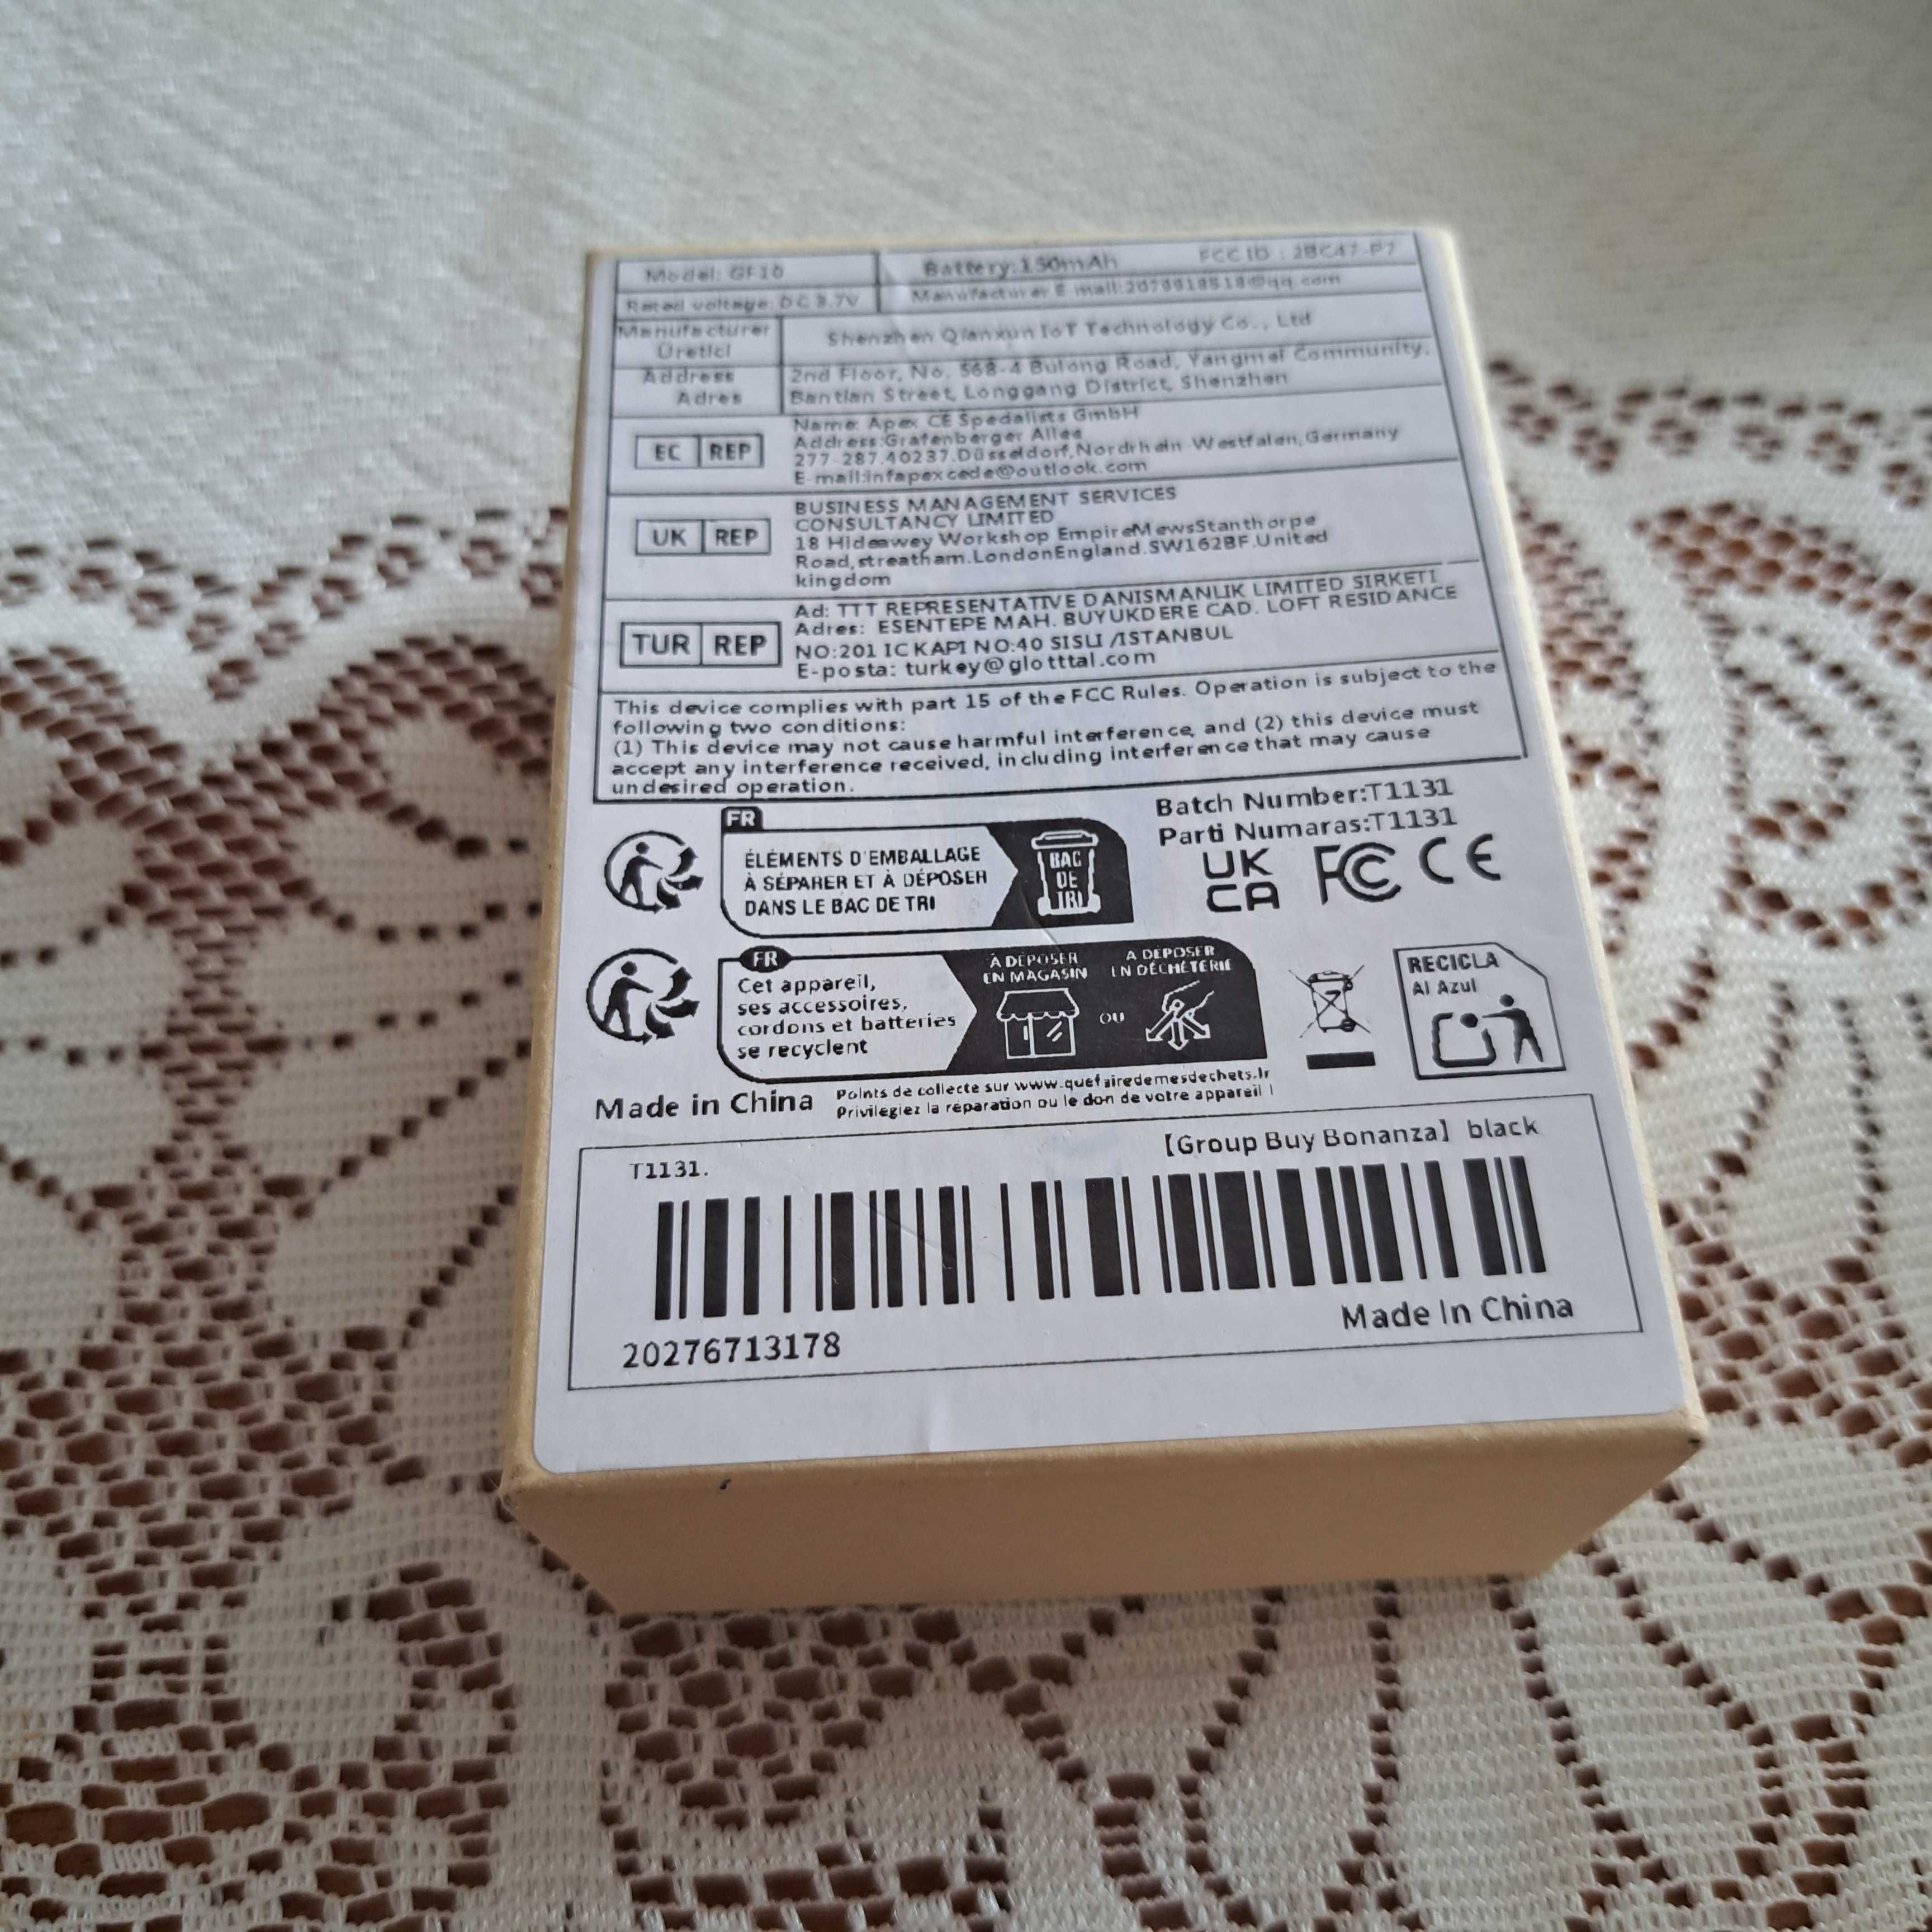 Model: GF10
Battery:150mAh
FCC ID : 2BC47-P7
Rated voltage: DC 3.7V
Manufacturer E-mail:2079918518@qq.com
Manufacturer
Üretici
Shenzhen Qianxun IoT Technology Co., Ltd
Address
Adres
2nd Floor, No. 568-4 Bulong Road, Yangmei Community,
Bantian Street, Longgang District, Shenzhen
EC REP
Name: Apex CE Specialists GmbH
Address:Grafenberger Allee
277-287,40237,Düsseldorf,Nordrhein-Westfalen,Germany
E-mail:infapexcede@outlook.com
UK REP
BUSINESS MANAGEMENT SERVICES
CONSULTANCY LIMITED
18 Hideawey Workshop EmpireMewsStanthorpe
Road,streatham.LondonEngland.SW162BF.United
kingdom
TUR REP
Ad: TTT REPRESENTATIVE DANISMANLIK LIMITED SIRKETI
Adres: ESENTEPE MAH. BUYUKDERE CAD. LOFT RESIDANCE
NO:201 IC KAPI NO:40 SISLI /ISTANBUL
E-posta: turkey@glotttal.com
This device complies with part 15 of the FCC Rules. Operation is subject to the
following two conditions:
(1) This device may not cause harmful interference, and (2) this device must
accept any interference received, including interference that may cause
undesired operation.
Batch Number:T1131
Parti Numaras:T1131
FR
ÉLÉMENTS D'EMBALLAGE
À SÉPARER ET À DÉPOSER
DANS LE BAC DE TRI
BAC
DE
TRI
UK
CA
FC CE
FR
Cet appareil,
ses accessoires,
cordons et batteries
se recyclent
À DÉPOSER
EN MAGASIN
OU
A DÉPOSER
EN DÉCHÈTERIE
RECICLA
Al Azul
Made in China
Points de collecte sur www.quefairedemesdechets.fr
Privilégiez la réparation ou le don de votre appareil !
【Group Buy Bonanza】 black
T1131.
20276713178
Made In China